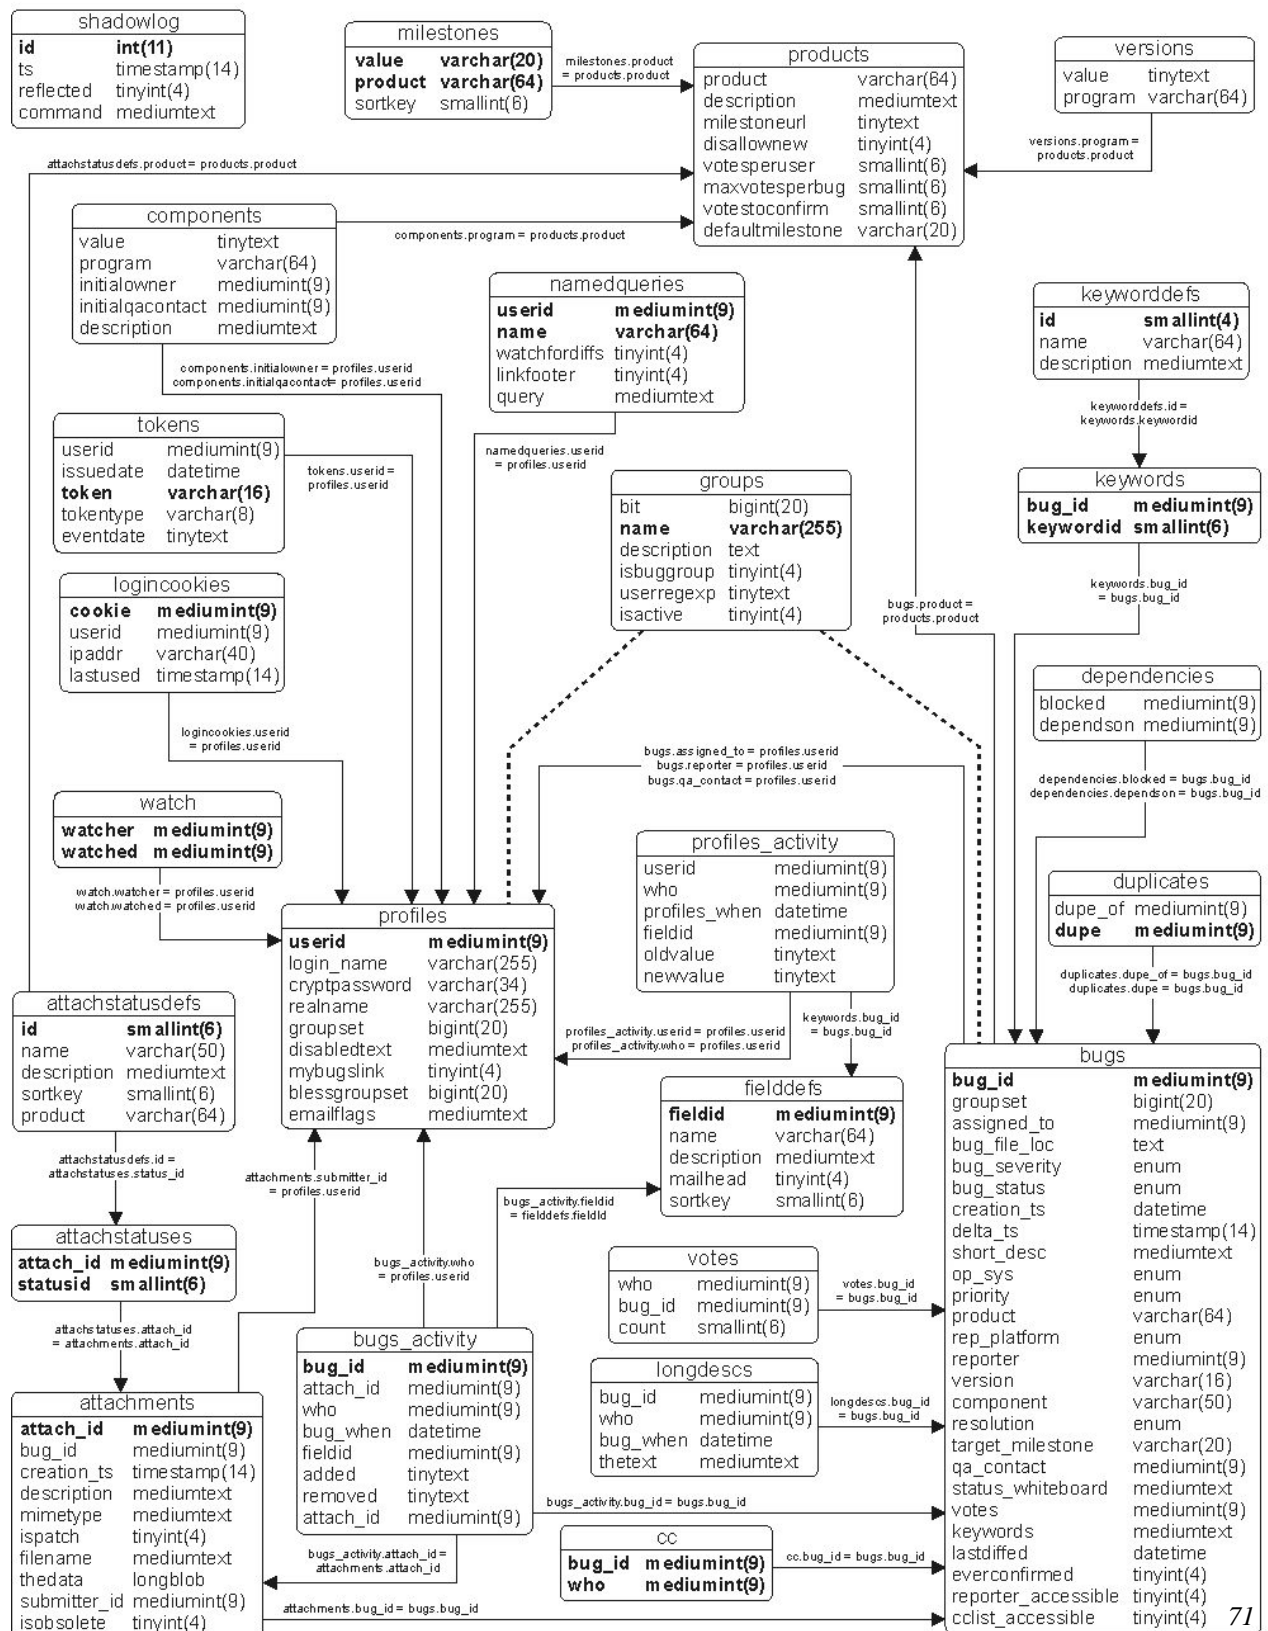 shadowlog
id int(11)
ts timestamp(14)
reflected tinyint(4)
command mediumtext
milestones
value varchar(20)
product varchar(64)
sortkey smallint(6)
milestones.product
= products.product
products
product varchar(64)
description mediumtext
milestoneurl tinytext
disallownew tinyint(4)
votesperuser smallint(6)
maxvotesperbug smallint(6)
votestoconfirm smallint(6)
defaultmilestone varchar(20)
versions
value tinytext
program varchar(64)
versions.program =
products.product
attachstatusdefs.product = products.product
components
value tinytext
program varchar(64)
initialowner mediumint(9)
initialqacontact mediumint(9)
description mediumtext
components.program = products.product
components.initialowner = profiles.userid
components.initialqacontact= profiles.userid
namedqueries
userid mediumint(9)
name varchar(64)
watchfordiffs tinyint(4)
linkfooter tinyint(4)
query mediumtext
namedqueries.userid
= profiles.userid
keyworddefs
id smallint(4)
name varchar(64)
description mediumtext
keyworddefs.id=
keywords.keywordid
tokens
userid mediumint(9)
issuedate datetime
token varchar(16)
tokentype varchar(8)
eventdate tinytext
tokens.userid =
profiles.userid
groups
bit bigint(20)
name varchar(255)
description text
isbuggroup tinyint(4)
userregexp tinytext
isactive tinyint(4)
keywords
bug_id mediumint(9)
keywordid smallint(6)
keywords.bug_id
= bugs.bug_id
bugs.product =
products.product
logincookies
cookie mediumint(9)
userid mediumint(9)
ipaddr varchar(40)
lastused timestamp(14)
logincookies.userid
= profiles.userid
dependencies
blocked mediumint(9)
dependson mediumint(9)
dependencies.blocked = bugs.bug_id
dependencies.dependson = bugs.bug_id
bugs.assigned_to = profiles.userid
bugs.reporter = profiles.userid
bugs.qa_contact = profiles.userid
watch
watcher mediumint(9)
watched mediumint(9)
watch.watcher = profiles.userid
watch.watched = profiles.userid
profiles_activity
userid mediumint(9)
who mediumint(9)
profiles_when datetime
fieldid mediumint(9)
oldvalue tinytext
newvalue tinytext
profiles_activity.userid = profiles.userid
profiles_activity.who = profiles.userid
keywords.bug_id
= bugs.bug_id
duplicates
dupe_of mediumint(9)
dupe mediumint(9)
duplicates.dupe_of = bugs.bug_id
duplicates.dupe = bugs.bug_id
profiles
userid mediumint(9)
login_name varchar(255)
cryptpassword varchar(34)
realname varchar(255)
groupset bigint(20)
disabledtext mediumtext
mybugslink tinyint(4)
blessgroupset bigint(20)
emailflags mediumtext
attachstatusdefs
id smallint(6)
name varchar(50)
description mediumtext
sortkey smallint(6)
product varchar(64)
attachstatusdefs.id =
attachstatuses.status_id
attachments.submitter_id
= profiles.userid
fielddefs
fieldid mediumint(9)
name varchar(64)
description mediumtext
mailhead tinyint(4)
sortkey smallint(6)
bugs_activity.fieldid
= fielddefs.fieldId
bugs
bug_id mediumint(9)
groupset bigint(20)
assigned_to mediumint(9)
bug_file_loc text
bug_severity enum
bug_status enum
creation_ts datetime
delta_ts timestamp(14)
short_desc mediumtext
op_sys enum
priority enum
product varchar(64)
rep_platform enum
reporter mediumint(9)
version varchar(16)
component varchar(50)
resolution enum
target_milestone varchar(20)
qa_contact mediumint(9)
status_whiteboard mediumtext
votes mediumint(9)
keywords mediumtext
lastdiffed datetime
everconfirmed tinyint(4)
reporter_accessible tinyint(4)
cclist_accessible tinyint(4)
attachstatuses
attach_id mediumint(9)
statusid smallint(6)
attachstatuses.attach_id
= attachments.attach_id
bugs_activity.who
= profiles.userid
votes
who mediumint(9)
bug_id mediumint(9)
count smallint(6)
votes.bug_id
= bugs.bug_id
bugs_activity
bug_id mediumint(9)
attach_id mediumint(9)
who mediumint(9)
bug_when datetime
fieldid mediumint(9)
added tinytext
removed tinytext
attach_id mediumint(9)
bugs_activity.bug_id = bugs.bug_id
bugs_activity.attach_id =
attachments.attach_id
longdescs
bug_id mediumint(9)
who mediumint(9)
bug_when datetime
thetext mediumtext
longdescs.bug_id
= bugs.bug_id
attachments
attach_id mediumint(9)
bug_id mediumint(9)
creation_ts timestamp(14)
description mediumtext
mimetype mediumtext
ispatch tinyint(4)
filename mediumtext
thedata longblob
submitter_id mediumint(9)
isobsolete tinyint(4)
cc
bug_id mediumint(9)
who mediumint(9)
cc.bug_id = bugs.bug_id
attachments.bug_id = bugs.bug_id
71